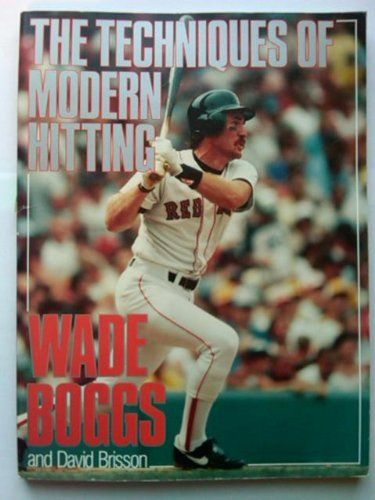 THE TECHNIQUES OF
MODERN
HITTING
RED
WADE
BOGGS
and David Brisson